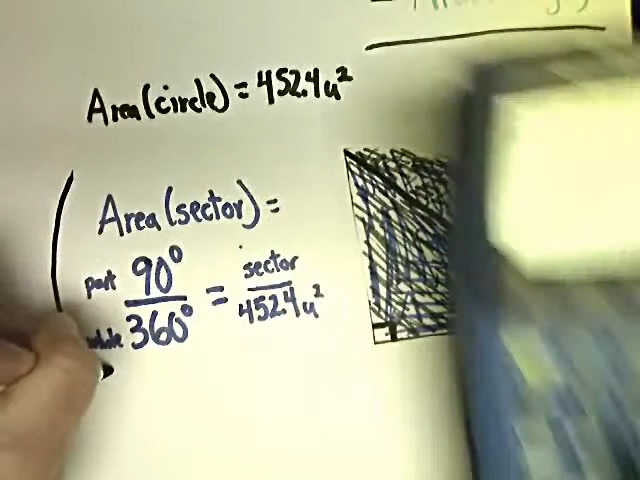 Area(circle) = 452.4u²
Area(sector) =
part 90° = sector
whole 360° 452.4u²